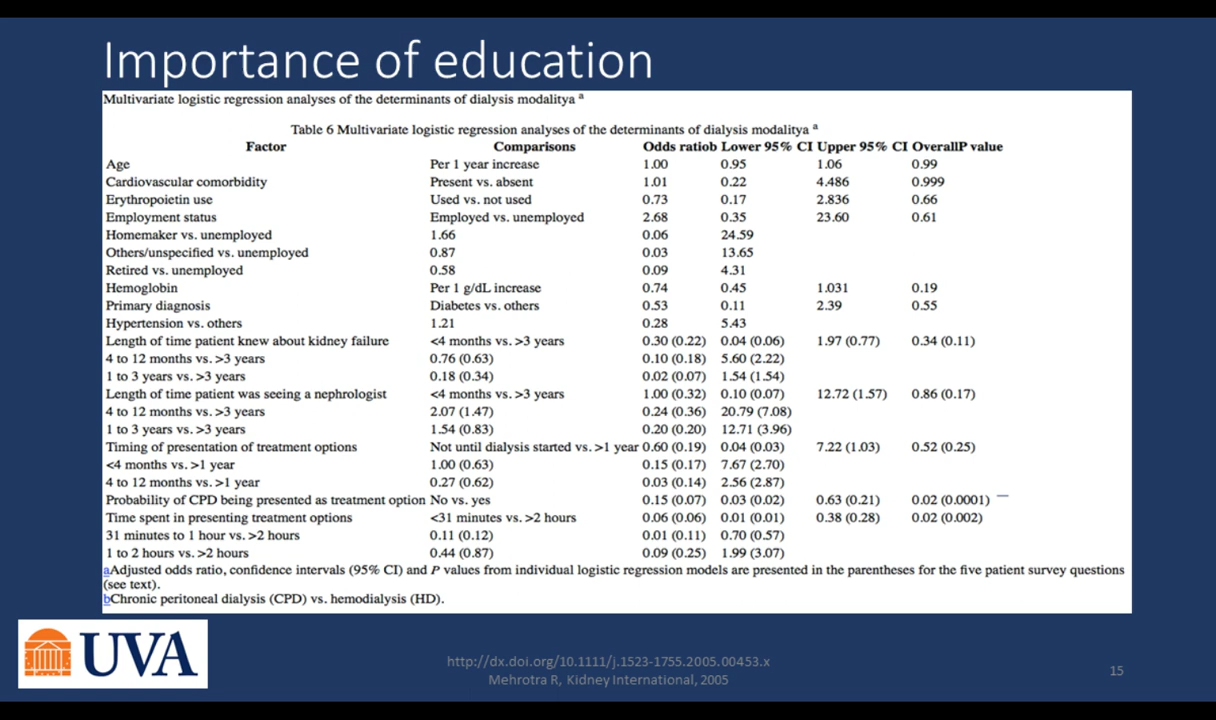 Importance of education
Multivariate logistic regression analyses of the determinants of dialysis modalitya a
Table 6 Multivariate logistic regression analyses of the determinants of dialysis modalitya a
Factor Comparisons Odds ratiob Lower 95% CI Upper 95% CI OverallP value
Age Per 1 year increase 1.00 0.95 1.06 0.99
Cardiovascular comorbidity Present vs. absent 1.01 0.22 4.486 0.999
Erythropoietin use Used vs. not used 0.73 0.17 2.836 0.66
Employment status Employed vs. unemployed 2.68 0.35 23.60 0.61
Homemaker vs. unemployed 1.66 0.06 24.59
Others/unspecified vs. unemployed 0.87 0.03 13.65
Retired vs. unemployed 0.58 0.09 4.31
Hemoglobin Per 1 g/dL increase 0.74 0.45 1.031 0.19
Primary diagnosis Diabetes vs. others 0.53 0.11 2.39 0.55
Hypertension vs. others 1.21 0.28 5.43
Length of time patient knew about kidney failure <4 months vs. >3 years 0.30 (0.22) 0.04 (0.06) 1.97 (0.77) 0.34 (0.11)
4 to 12 months vs. >3 years 0.76 (0.63) 0.10 (0.18) 5.60 (2.22)
1 to 3 years vs. >3 years 0.18 (0.34) 0.02 (0.07) 1.54 (1.54)
Length of time patient was seeing a nephrologist <4 months vs. >3 years 1.00 (0.32) 0.10 (0.07) 12.72 (1.57) 0.86 (0.17)
4 to 12 months vs. >3 years 2.07 (1.47) 0.24 (0.36) 20.79 (7.08)
1 to 3 years vs. >3 years 1.54 (0.83) 0.20 (0.20) 12.71 (3.96)
Timing of presentation of treatment options Not until dialysis started vs. >1 year 0.60 (0.19) 0.04 (0.03) 7.22 (1.03) 0.52 (0.25)
<4 months vs. >1 year 1.00 (0.63) 0.15 (0.17) 7.67 (2.70)
4 to 12 months vs. >1 year 0.27 (0.62) 0.03 (0.14) 2.56 (2.87)
Probability of CPD being presented as treatment option No vs. yes 0.15 (0.07) 0.03 (0.02) 0.63 (0.21) 0.02 (0.0001)
Time spent in presenting treatment options <31 minutes vs. >2 hours 0.06 (0.06) 0.01 (0.01) 0.38 (0.28) 0.02 (0.002)
31 minutes to 1 hour vs. >2 hours 0.11 (0.12) 0.01 (0.11) 0.70 (0.57)
1 to 2 hours vs. >2 hours 0.44 (0.87) 0.09 (0.25) 1.99 (3.07)
aAdjusted odds ratio, confidence intervals (95% CI) and P values from individual logistic regression models are presented in the parentheses for the five patient survey questions
(see text).
bChronic peritoneal dialysis (CPD) vs. hemodialysis (HD).
UVA
http://dx.doi.org/10.1111/j.1523-1755.2005.00453.x
Mehrotra R, Kidney International, 2005
15